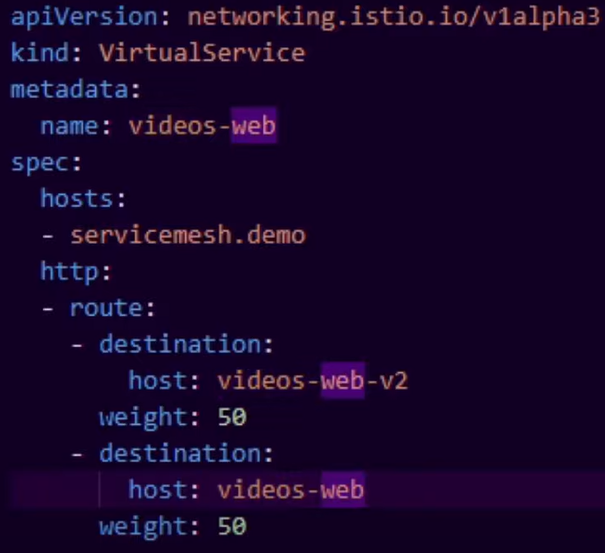 apiVersion: networking.istio.io/v1alpha3
kind: VirtualService
metadata:
  name: videos-web
spec:
  hosts:
  - servicemesh.demo
  http:
  - route:
    - destination:
        host: videos-web-v2
      weight: 50
    - destination:
        host: videos-web
      weight: 50